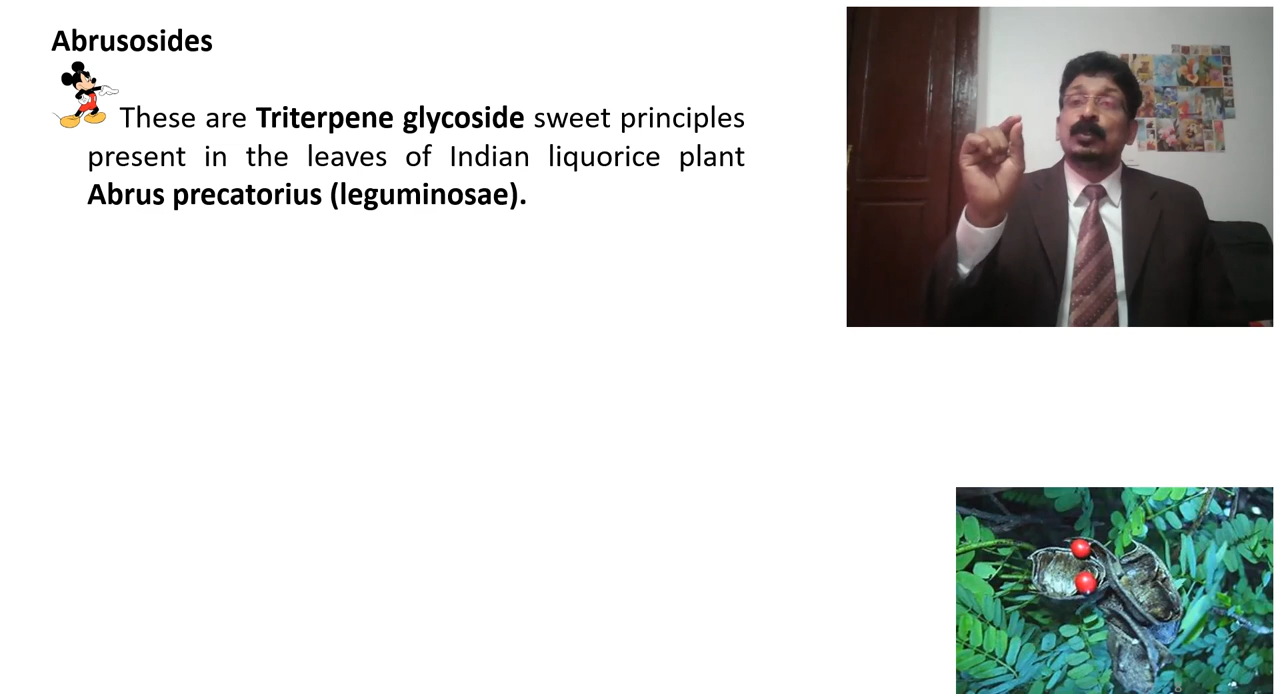 Abrusosides
These are Triterpene glycoside sweet principles
present in the leaves of Indian liquorice plant
Abrus precatorius (leguminosae).